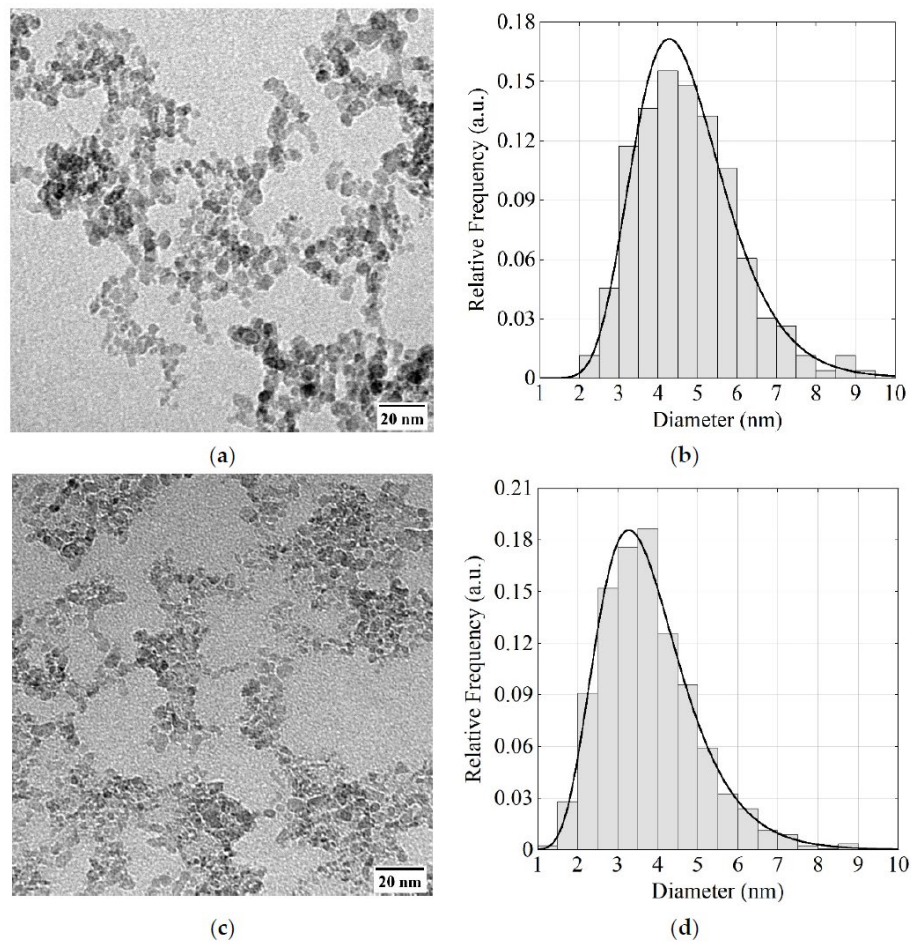 20 nm
(a)
0.18
0.15
0.12
0.09
0.06
0.03
0
Relative Frequency (a.u.)
1 2 3 4 5 6 7 8 9 10
Diameter (nm)
(b)
20 nm
(c)
0.21
0.18
0.15
0.12
0.09
0.06
0.03
0
Relative Frequency (a.u.)
1 2 3 4 5 6 7 8 9 10
Diameter (nm)
(d)